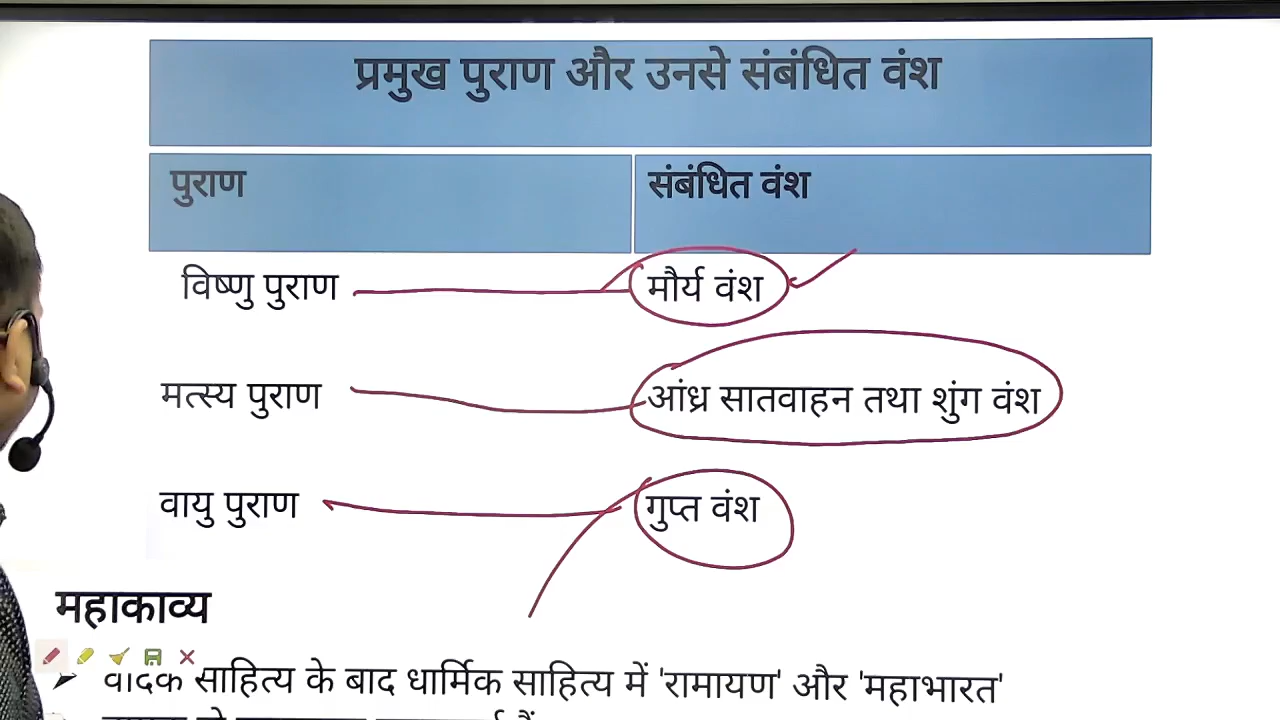 प्रमुख पुराण और उनसे संबंधित वंश
पुराण संबंधित वंश
विष्णु पुराण मौर्य वंश
मत्स्य पुराण आंध्र सातवाहन तथा शुंग वंश
वायु पुराण गुप्त वंश
महाकाव्य
साहित्य के बाद धार्मिक साहित्य में 'रामायण' और 'महाभारत'